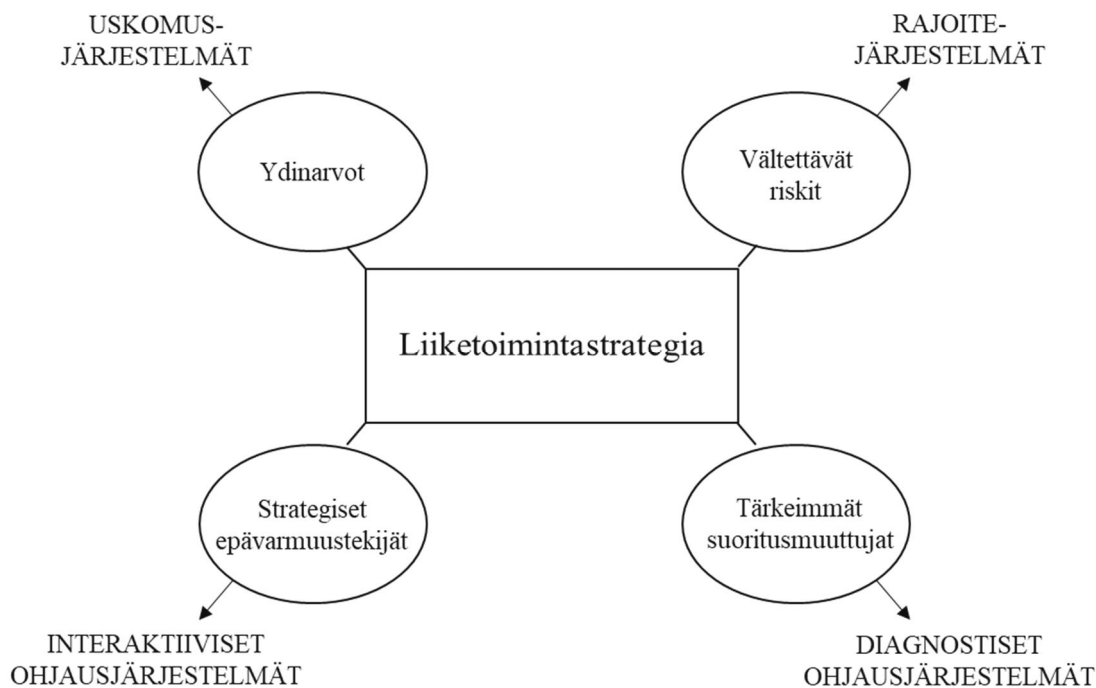 USKOMUS-
JÄRJESTELMÄT
RAJOITE-
JÄRJESTELMÄT
Ydinarvot
Vältettävät
riskit
Liiketoimintastrategia
Strategiset
epävarmuustekijät
Tärkeimmät
suoritusmuuttujat
INTERAKTIIVISET
OHJAUSJÄRJESTELMÄT
DIAGNOSTISET
OHJAUSJÄRJESTELMÄT